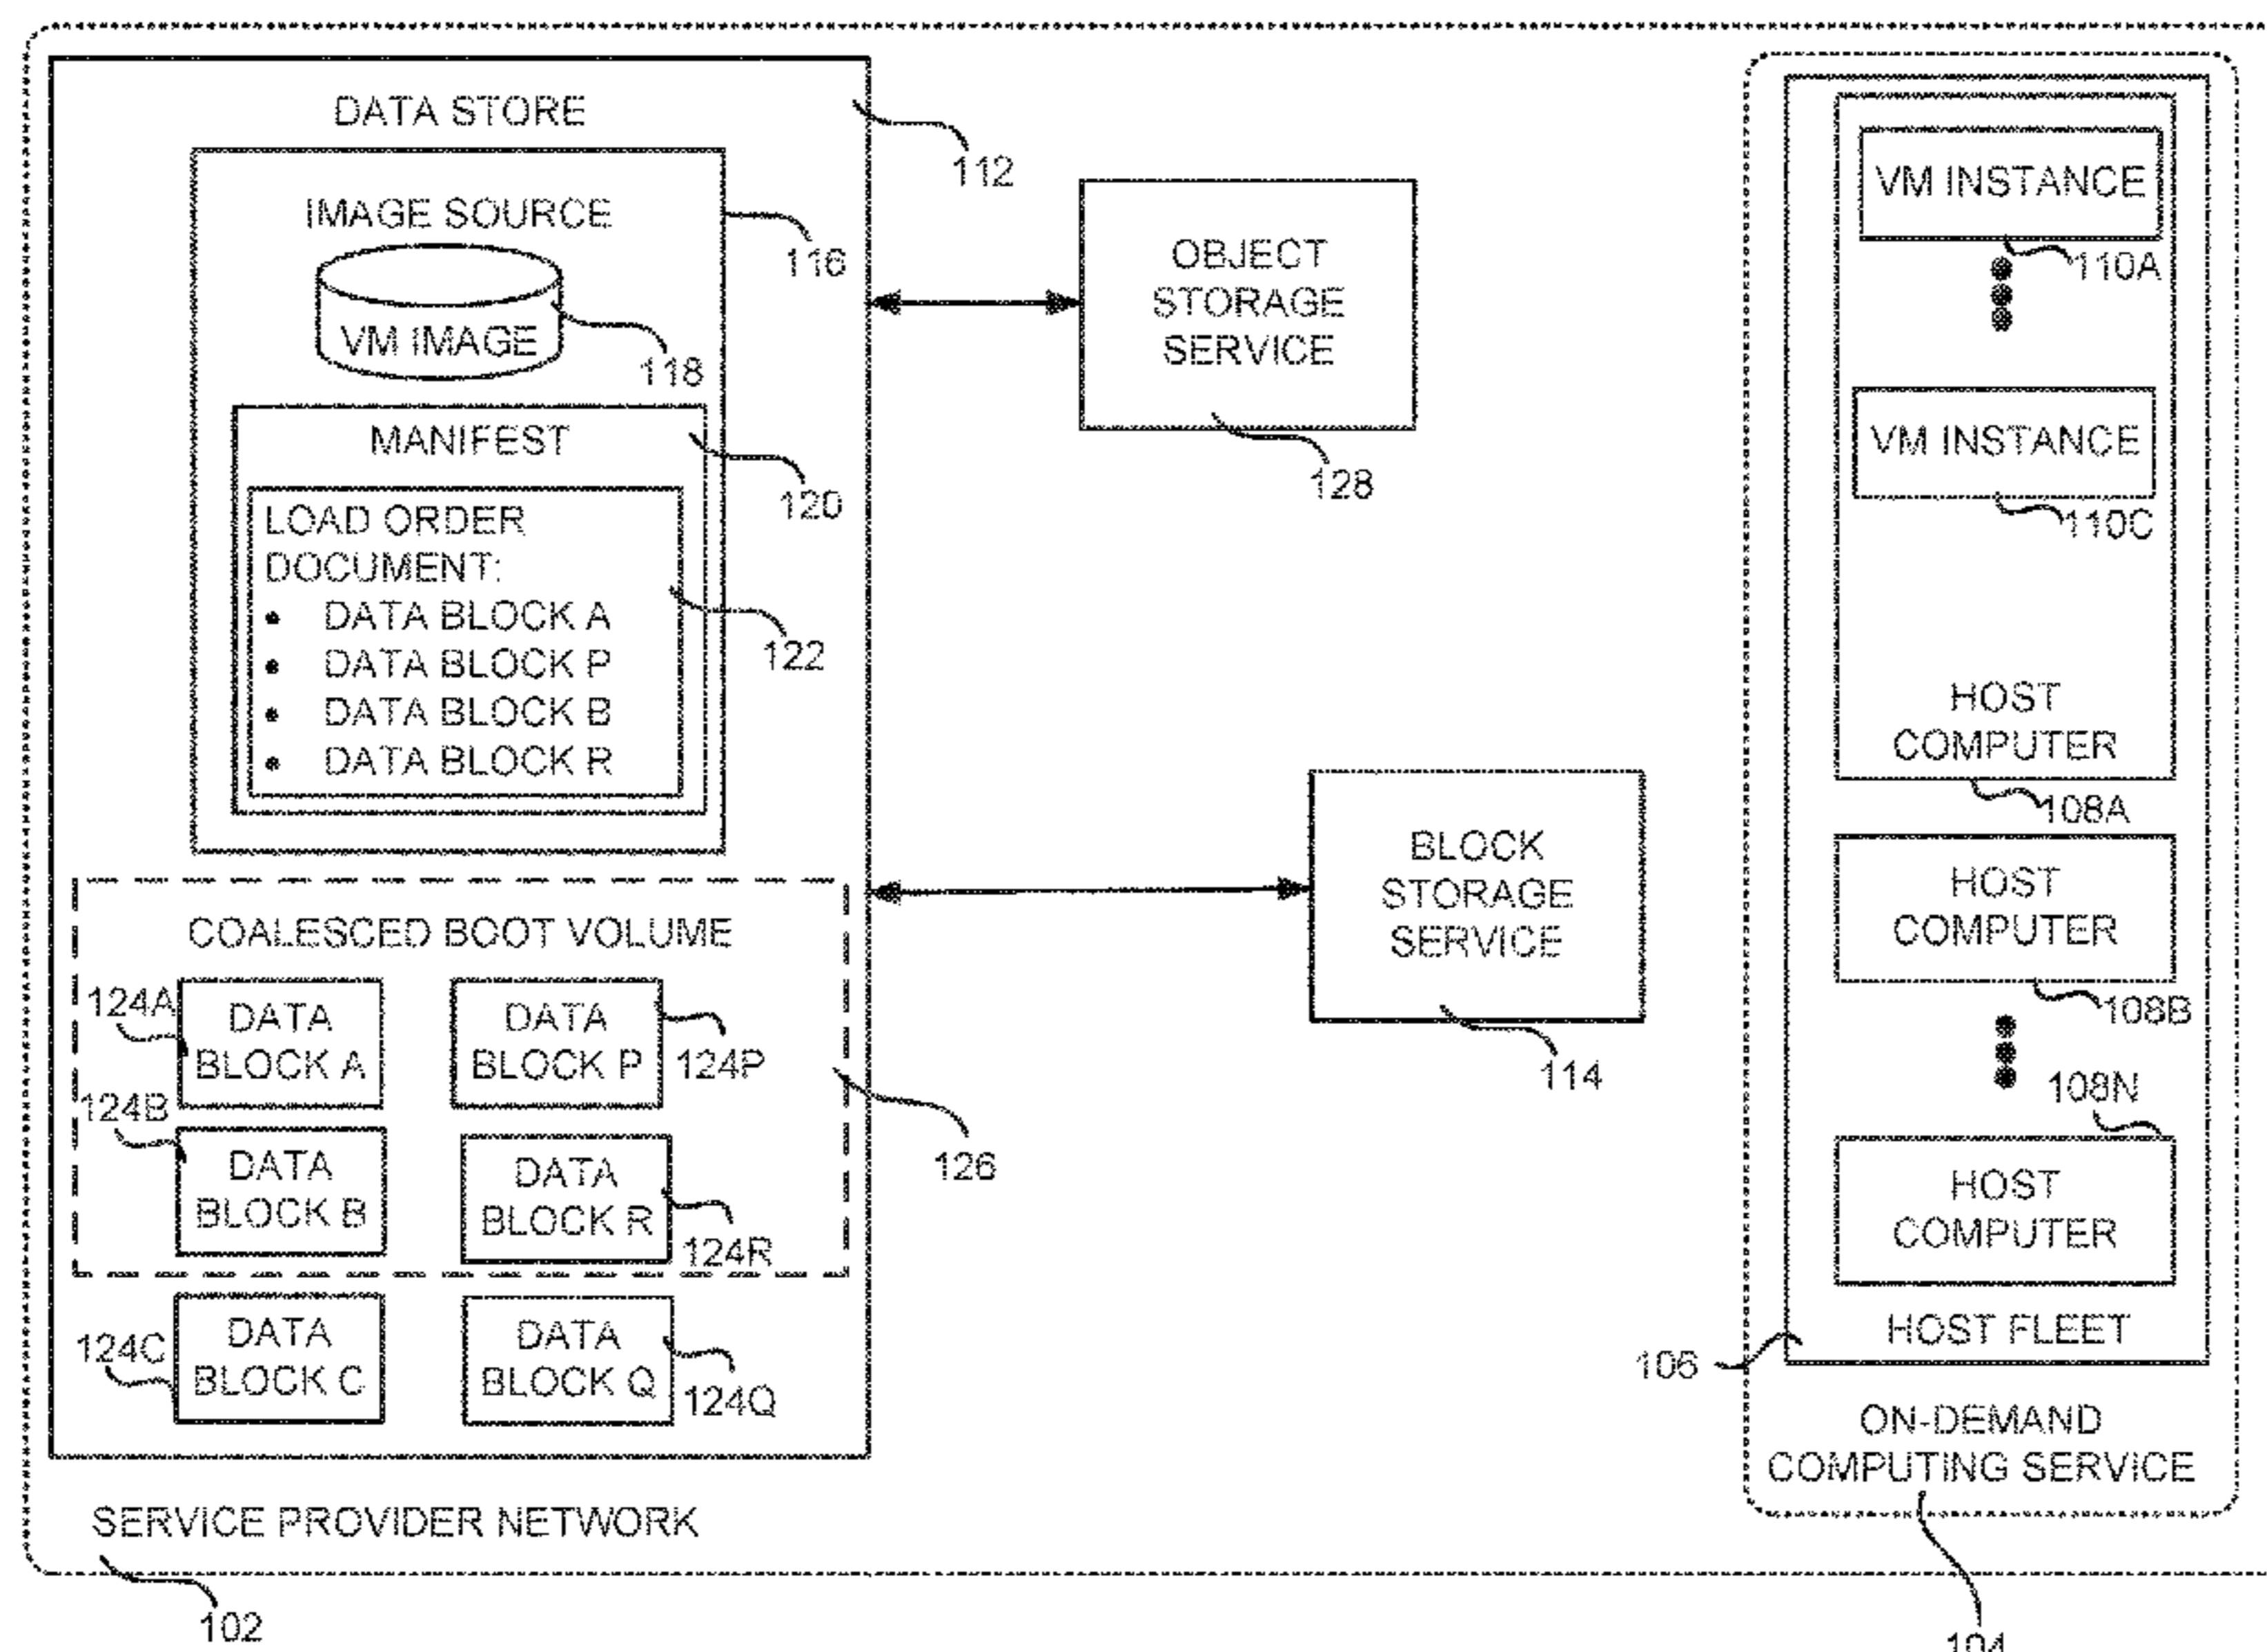 DATA STORE
112
IMAGE SOURCE
116
VM IMAGE
118
MANIFEST
120
LOAD ORDER
DOCUMENT:
• DATA BLOCK A
• DATA BLOCK P
• DATA BLOCK B
• DATA BLOCK R
122
COALESCED BOOT VOLUME
124A
DATA
BLOCK A
DATA
BLOCK P
124P
124B
DATA
BLOCK B
DATA
BLOCK R
124R
126
124C
DATA
BLOCK C
DATA
BLOCK Q
124Q
SERVICE PROVIDER NETWORK
102
OBJECT
STORAGE
SERVICE
128
BLOCK
STORAGE
SERVICE
114
VM INSTANCE
110A
VM INSTANCE
110C
HOST
COMPUTER
108A
HOST
COMPUTER
108B
108N
HOST
COMPUTER
HOST FLEET
106
ON-DEMAND
COMPUTING SERVICE
104